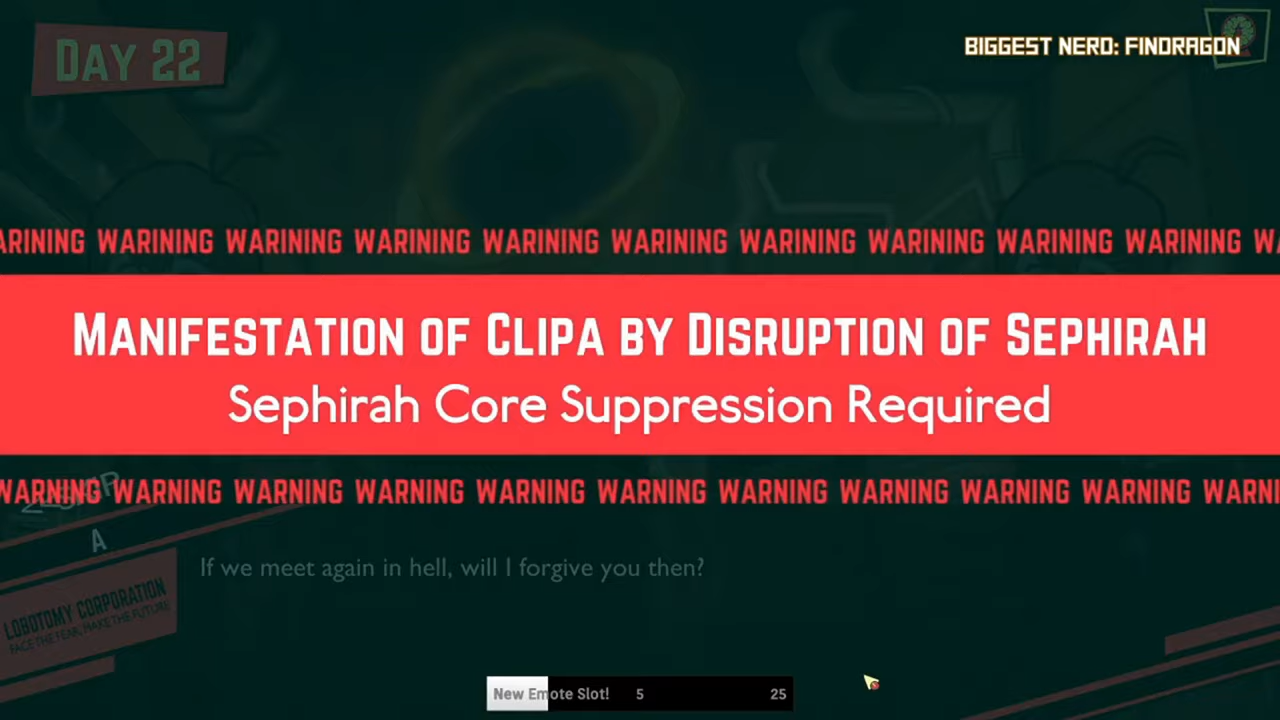 DAY 22
BIGGEST NERD: FINDRAGON
ARINING WARINING WARINING WARINING WARINING WARINING WARINING WARINING WARINING WARINING W
MANIFESTATION OF CLIPA BY DISRUPTION OF SEPHIRAH
Sephirah Core Suppression Required
WARNING WARNING WARNING WARNING WARNING WARNING WARNING WARNING WARNING WARNING WARNI
A
If we meet again in hell, will I forgive you then?
LOBOTOMY CORPORATION
FACE THE FEAR, MAKE THE FUTURE
New Emote Slot! 5 25